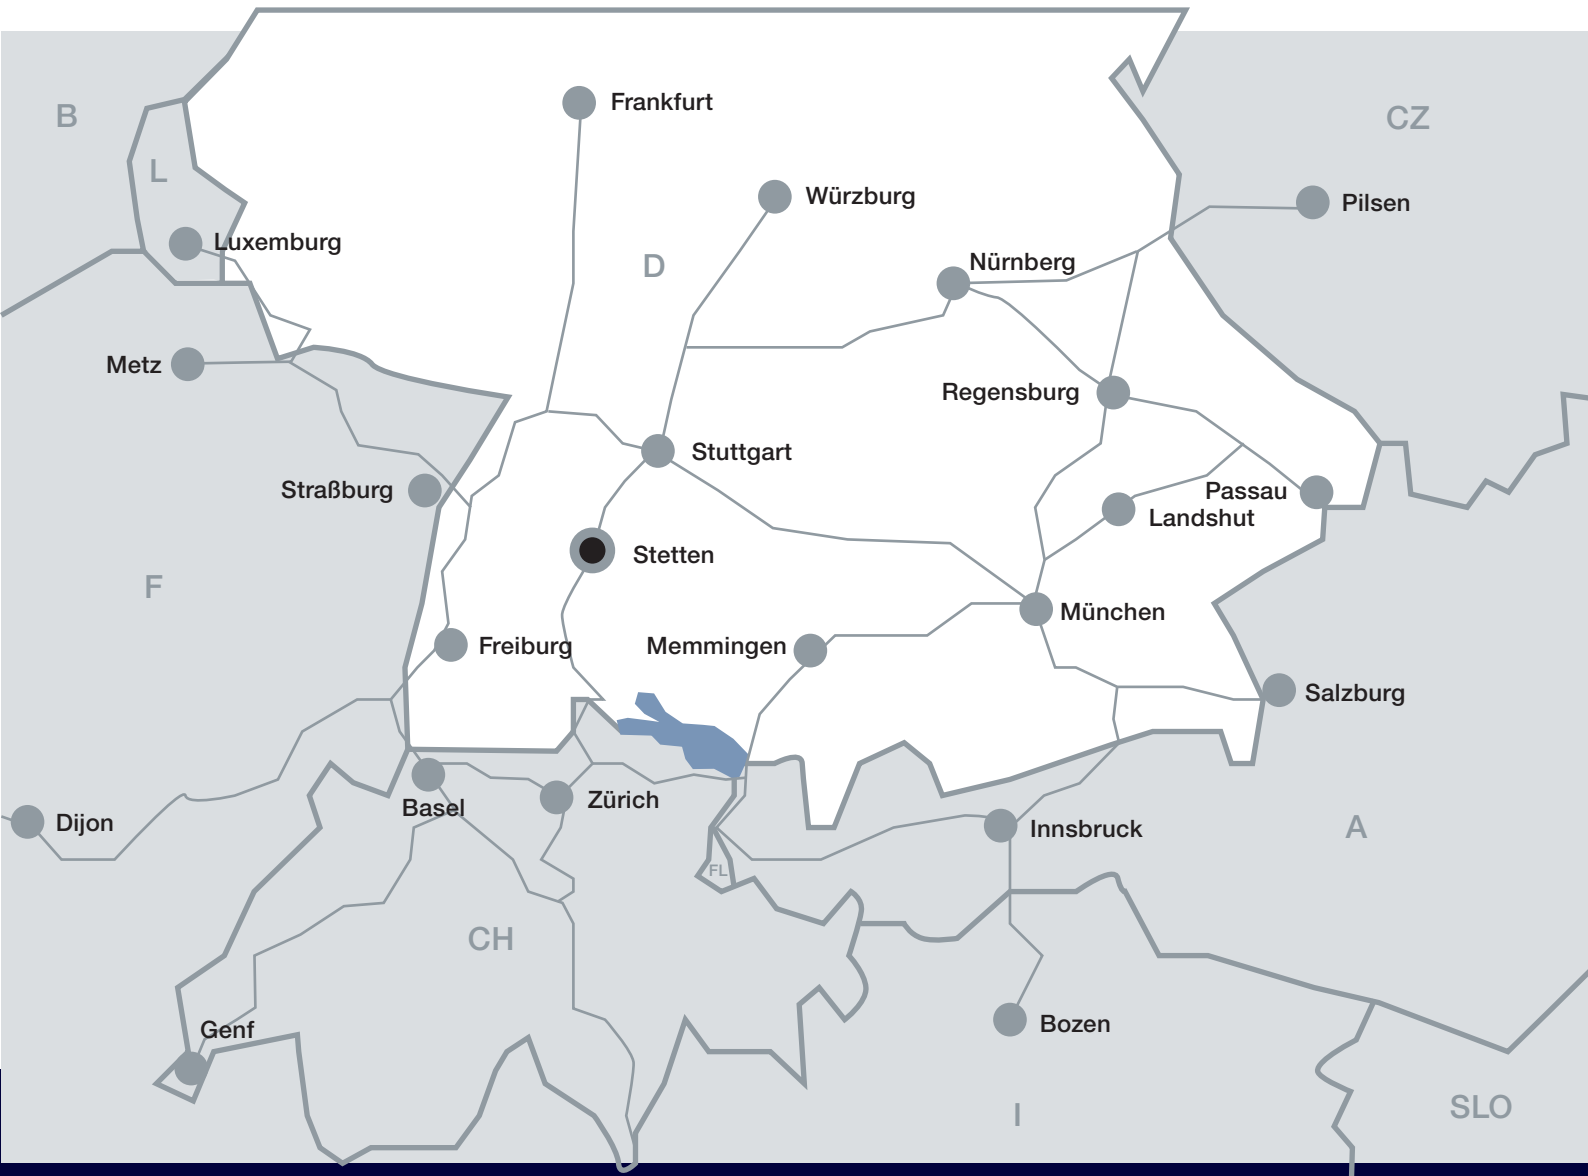 Frankfurt
B
CZ
L
Würzburg
Pilsen
Luxemburg
D
Nürnberg
Metz
Regensburg
Stuttgart
Straßburg
Passau
Landshut
Stetten
F
München
Freiburg
Memmingen
Salzburg
Basel
Zürich
Dijon
Innsbruck
A
FL
CH
Genf
Bozen
I
SLO